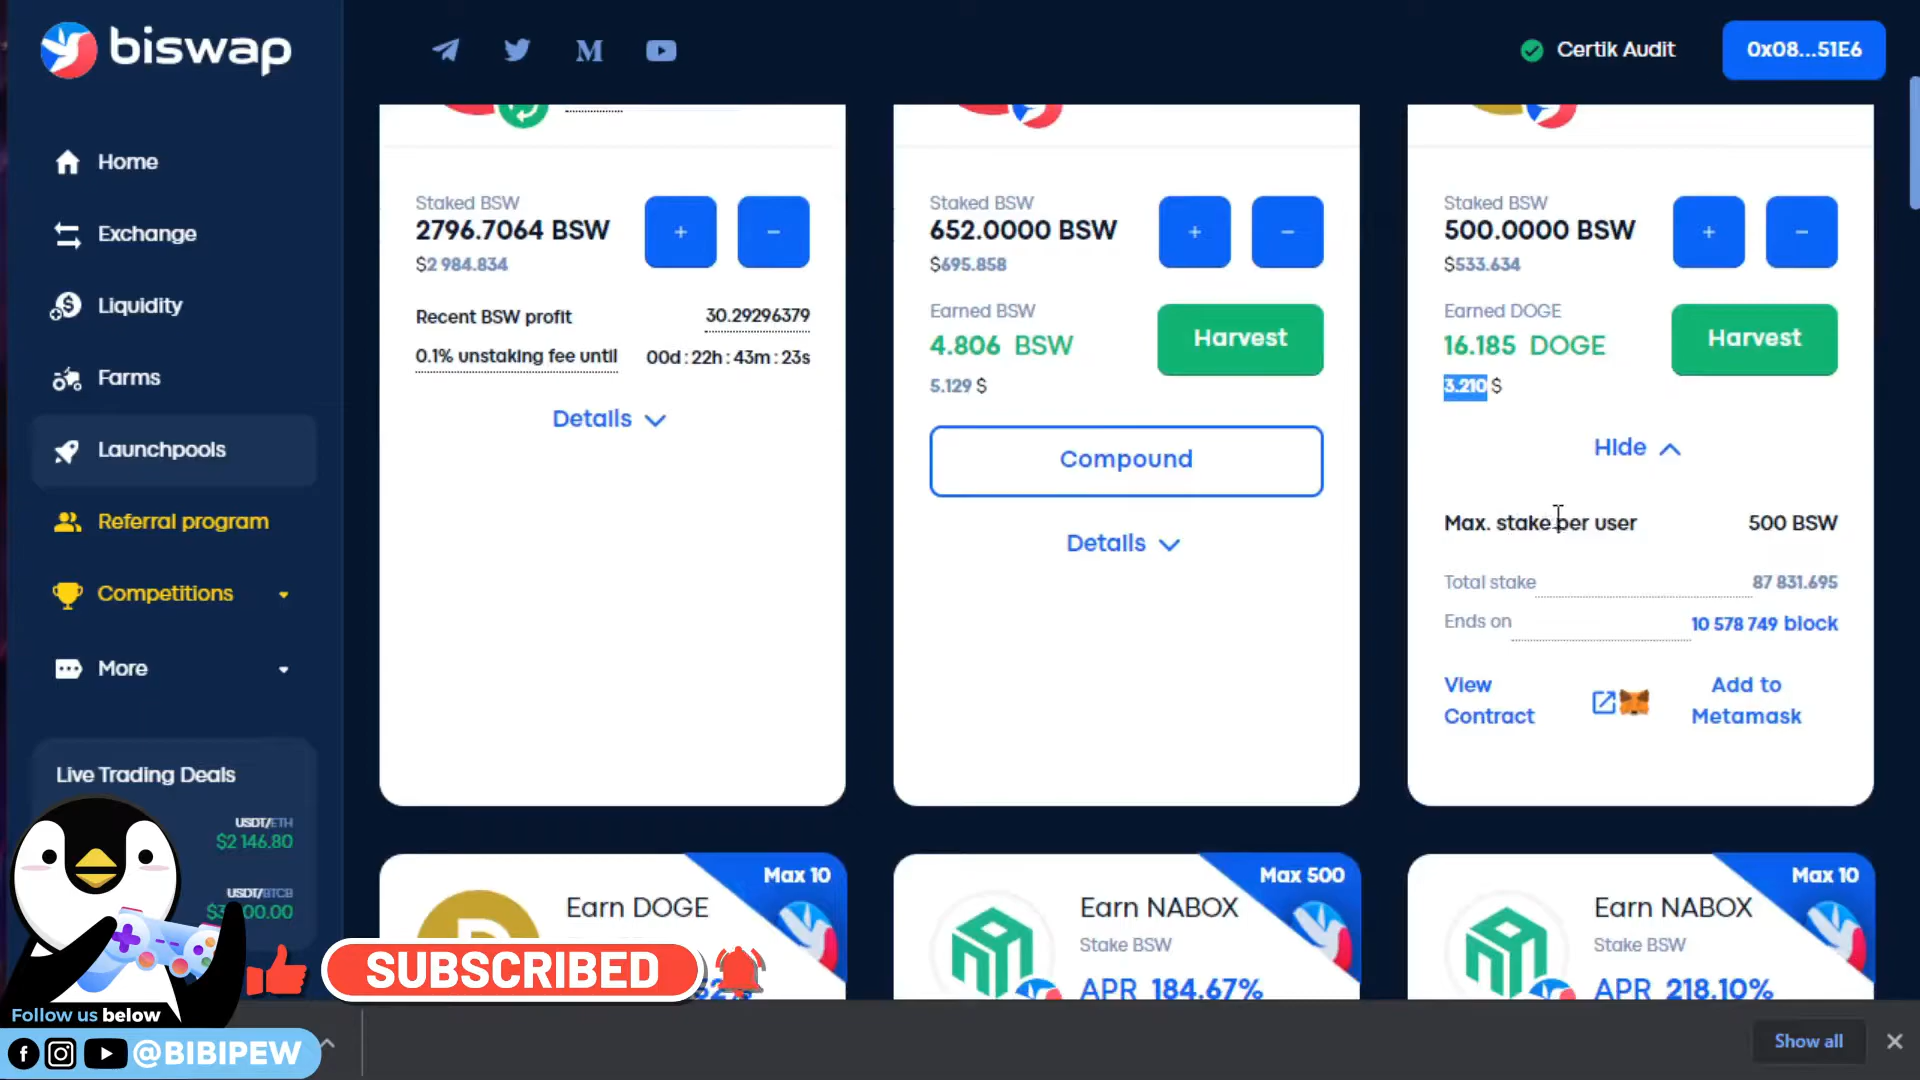 biswap
Certik Audit
0x08...51E6
Home
Exchange
Liquidity
Farms
Launchpools
Referral program
Competitions
More
Live Trading Deals
USDT/ETH
$2 146.80
USDT/BTCB
Staked BSW
2796.7064 BSW
+
-
$2 984.834
Recent BSW profit
30.29296379
0.1% unstaking fee until
00d : 22h : 43m : 23s
Details
Staked BSW
652.0000 BSW
+
-
$695.858
Earned BSW
4.806 BSW
Harvest
5.129 $
Compound
Details
Staked BSW
500.0000 BSW
+
-
$533.634
Earned DOGE
16.185 DOGE
Harvest
3.210 $
Hide
Max. stake per user
500 BSW
Total stake
87 831.695
Ends on
10 578 749 block
View
Contract
Add to
Metamask
Max 10
Earn DOGE
Max 500
Earn NABOX
Stake BSW
APR 184.67%
Max 10
Earn NABOX
Stake BSW
APR 218.10%
SUBSCRIBED
Follow us below
@BIBIPEW
Show all